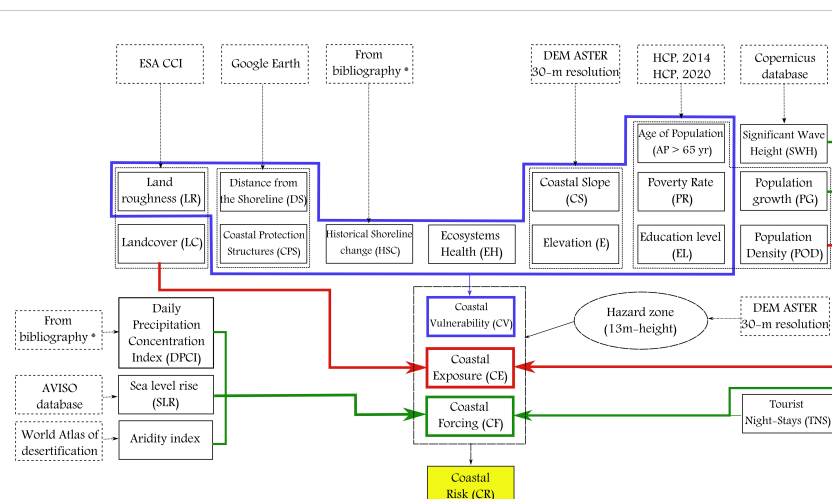 ESA CCI
Google Earth
From
bibliography *
DEM ASTER
30-m resolution
HCP, 2014
HCP, 2020
Copernicus
database
Land
roughness (LR)
Distance from
the Shoreline (DS)
Coastal Slope
(CS)
Age of Population
(AP > 65 yr)
Significant Wave
Height (SWH)
Poverty Rate
(PR)
Population
growth (PG)
Landcover (LC)
Coastal Protection
Structures (CPS)
Historical Shoreline
change (HSC)
Ecosystems
Health (EH)
Elevation (E)
Education level
(EL)
Population
Density (POD)
From
bibliography *
Daily
Precipitation
Concentration
Index (DPCI)
Coastal
Vulnerability (CV)
Hazard zone
(13m-height)
DEM ASTER
30-m resolution
Coastal
Exposure (CE)
AVISO
database
Sea level rise
(SLR)
Coastal
Forcing (CF)
Tourist
Night-Stays (TNS)
World Atlas of
desertification
Aridity index
Coastal
Risk (CR)